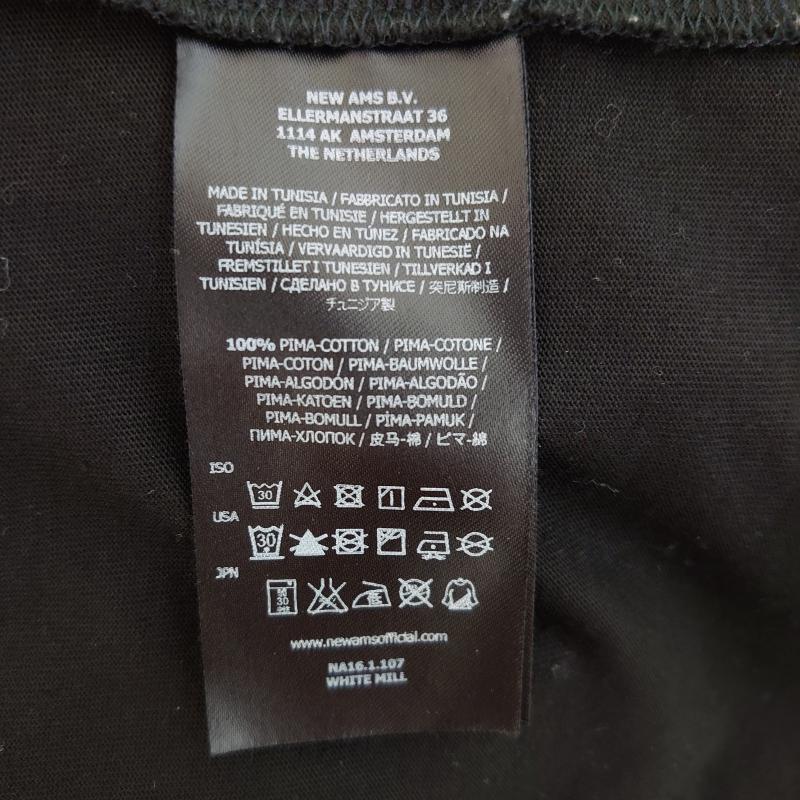 NEW AMS B.V.
ELLERMANSTRAAT 36
1114 AK AMSTERDAM
THE NETHERLANDS
MADE IN TUNISIA / FABBRICATO IN TUNISIA /
FABRIQUÉ EN TUNISIE / HERGESTELLT IN
TUNESIEN / HECHO EN TÚNEZ / FABRICADO NA
TUNÍSIA / VERVAARDIGD IN TUNESIË /
FREMSTILLET I TUNESIEN / TILLVERKAD I
TUNISIEN / СДЕЛАНО В ТУНИСЕ / 突尼斯制造 /
チュニジア製
100% PIMA-COTTON / PIMA-COTONE /
PIMA-COTON / PIMA-BAUMWOLLE /
PIMA-ALGODÓN / PIMA-ALGODÃO /
PIMA-KATOEN / PIMA-BOMULD /
PIMA-BOMULL / PİMA-PAMUK /
ПИМА-ХЛОПОК / 皮马-棉 / ピマ-綿
ISO
30
USA
30
JPN
30
www.newamsofficial.com
NA16.1.107
WHITE MILL